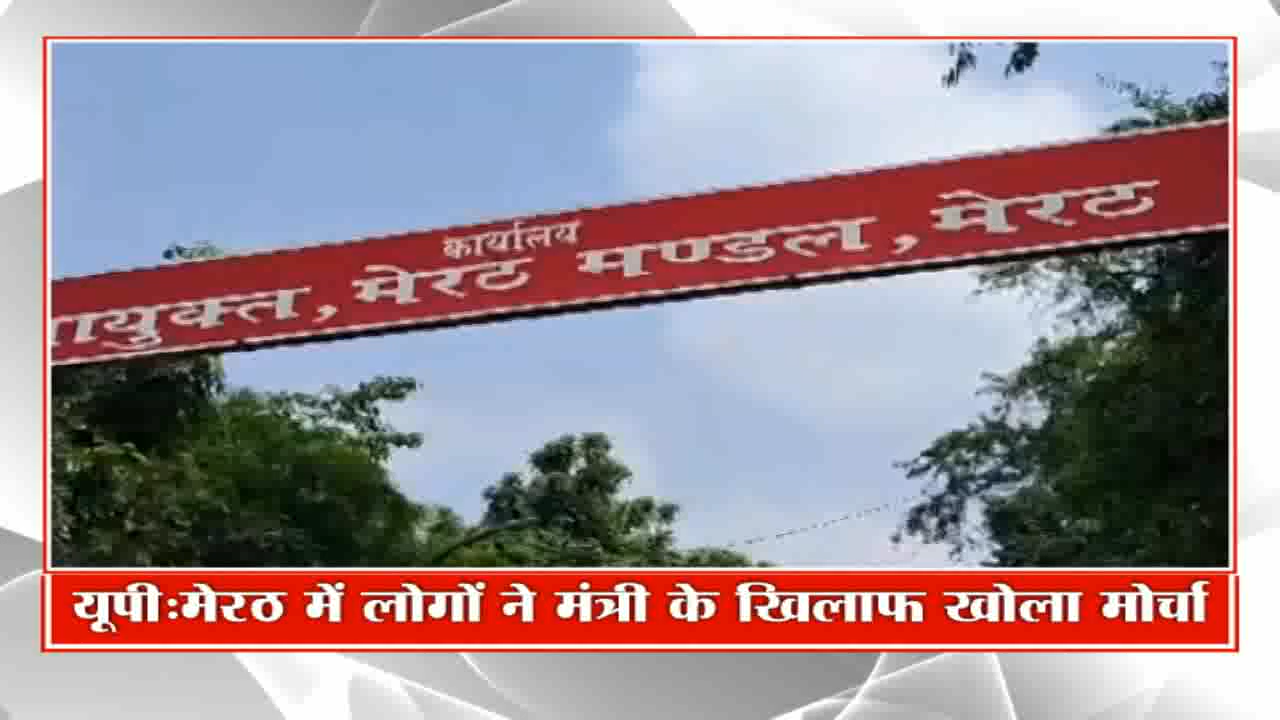 कार्यालय
युक्त, मेरठ मण्डल, मेरठ
यूपीःमेरठ में लोगों ने मंत्री के खिलाफ खोला मोर्चा